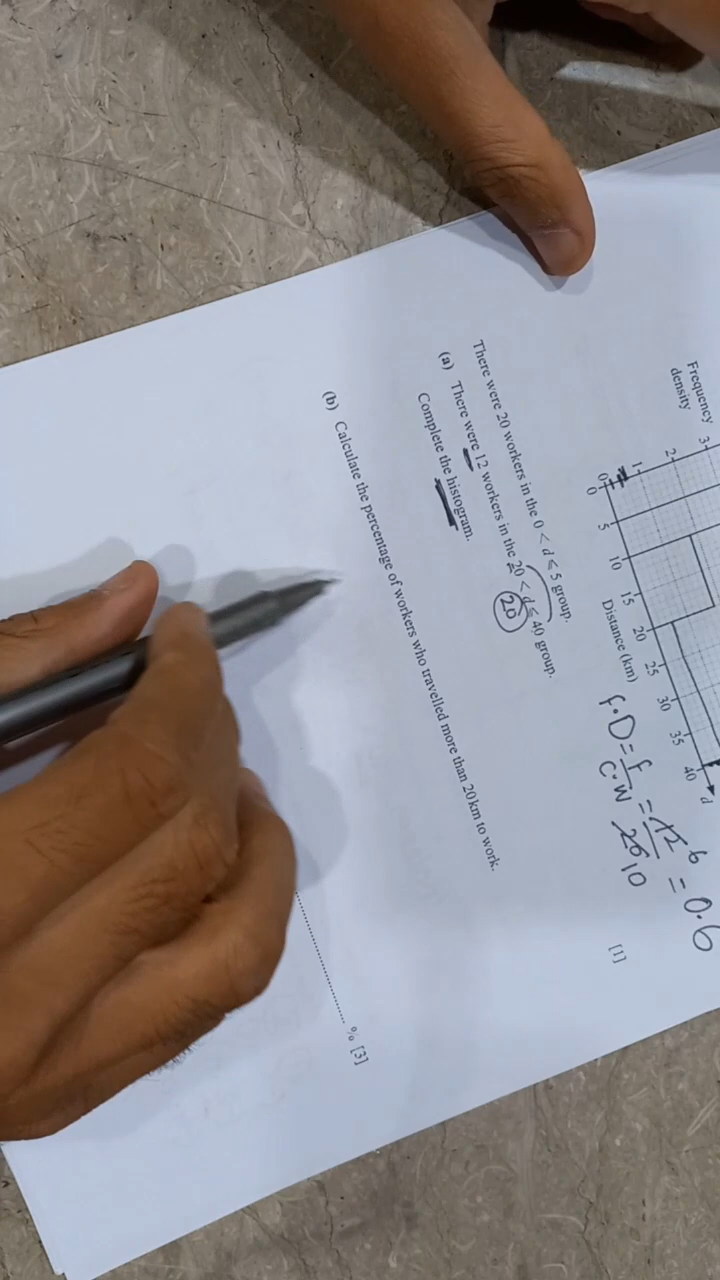 Frequency
density
3
2
1
0
0 5 10 15 20 25 30 35 40 d
Distance (km)
f.D = f/C.W = 12/20 6/10 = 0.6
There were 20 workers in the 0 < d ⩽ 5 group.
(a) There were 12 workers in the 20 < d ⩽ 40 group.
20
Complete the histogram.
[1]
(b) Calculate the percentage of workers who travelled more than 20 km to work.
% [3]